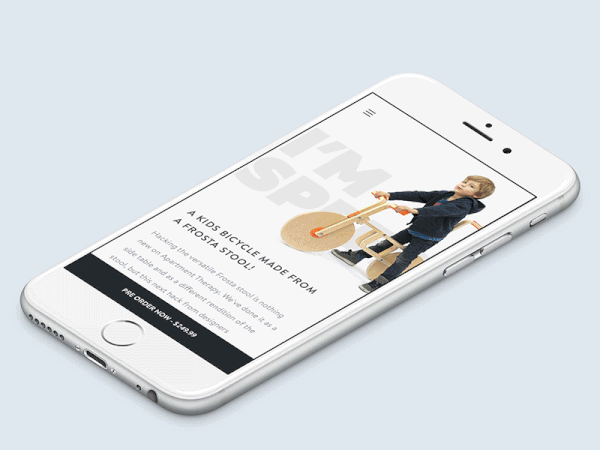 I'M
SPE
A KIDS BICYCLE MADE FROM
A FROSTA STOOL!
Hacking the versatile Frosta stool is nothing
new on Apartment Therapy. We've done it as a
side table and as a different rendition of the
stool, but this next hack from designers
PRE ORDER NOW - $249.99